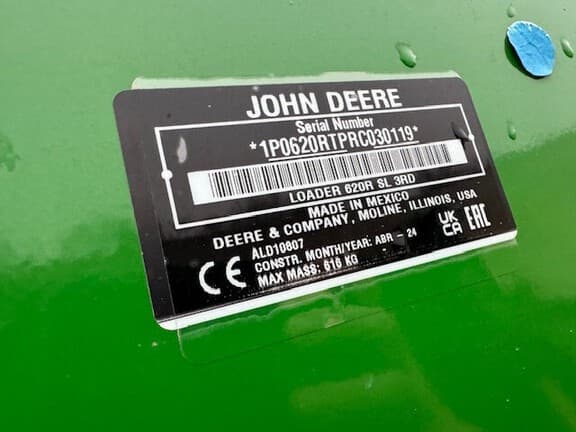 JOHN DEERE
Serial Number
*1P0620RTPRC030119*
LOADER 620R SL 3RD
MADE IN MEXICO
DEERE & COMPANY, MOLINE, ILLINOIS, USA
ALD10807
CONSTR. MONTH/YEAR: ABR - 24
MAX MASS: 616 KG
CE
UK
CA
EAC